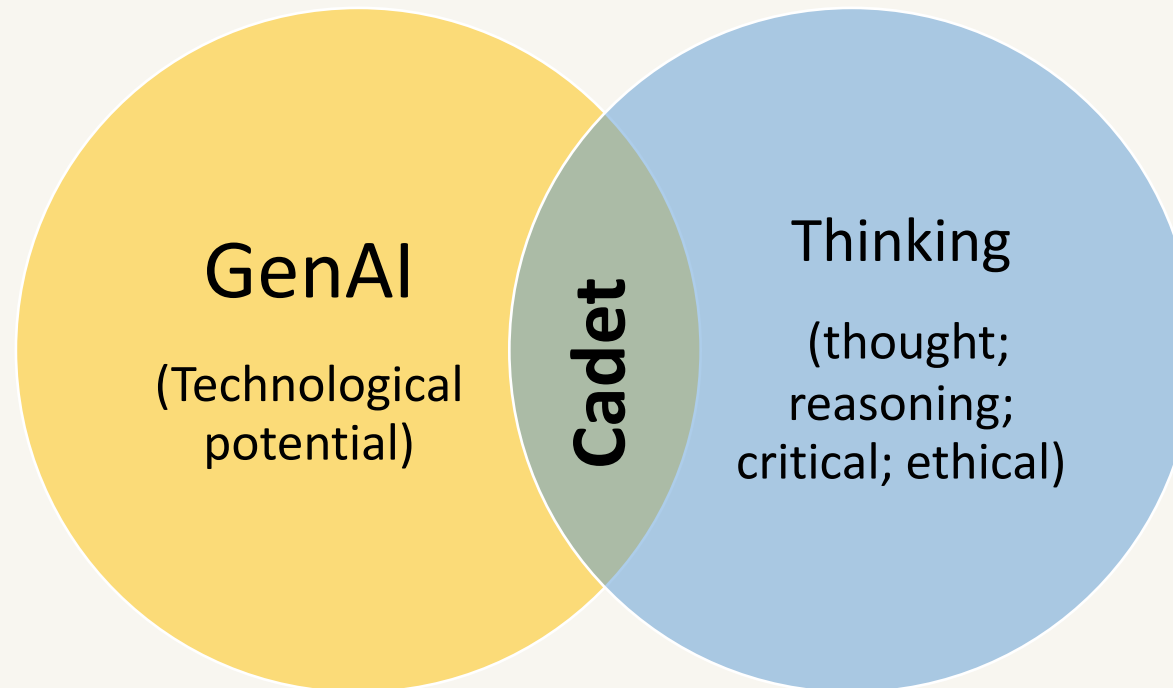 GenAI
(Technological
potential)
Cadet
Thinking
(thought;
reasoning;
critical; ethical)